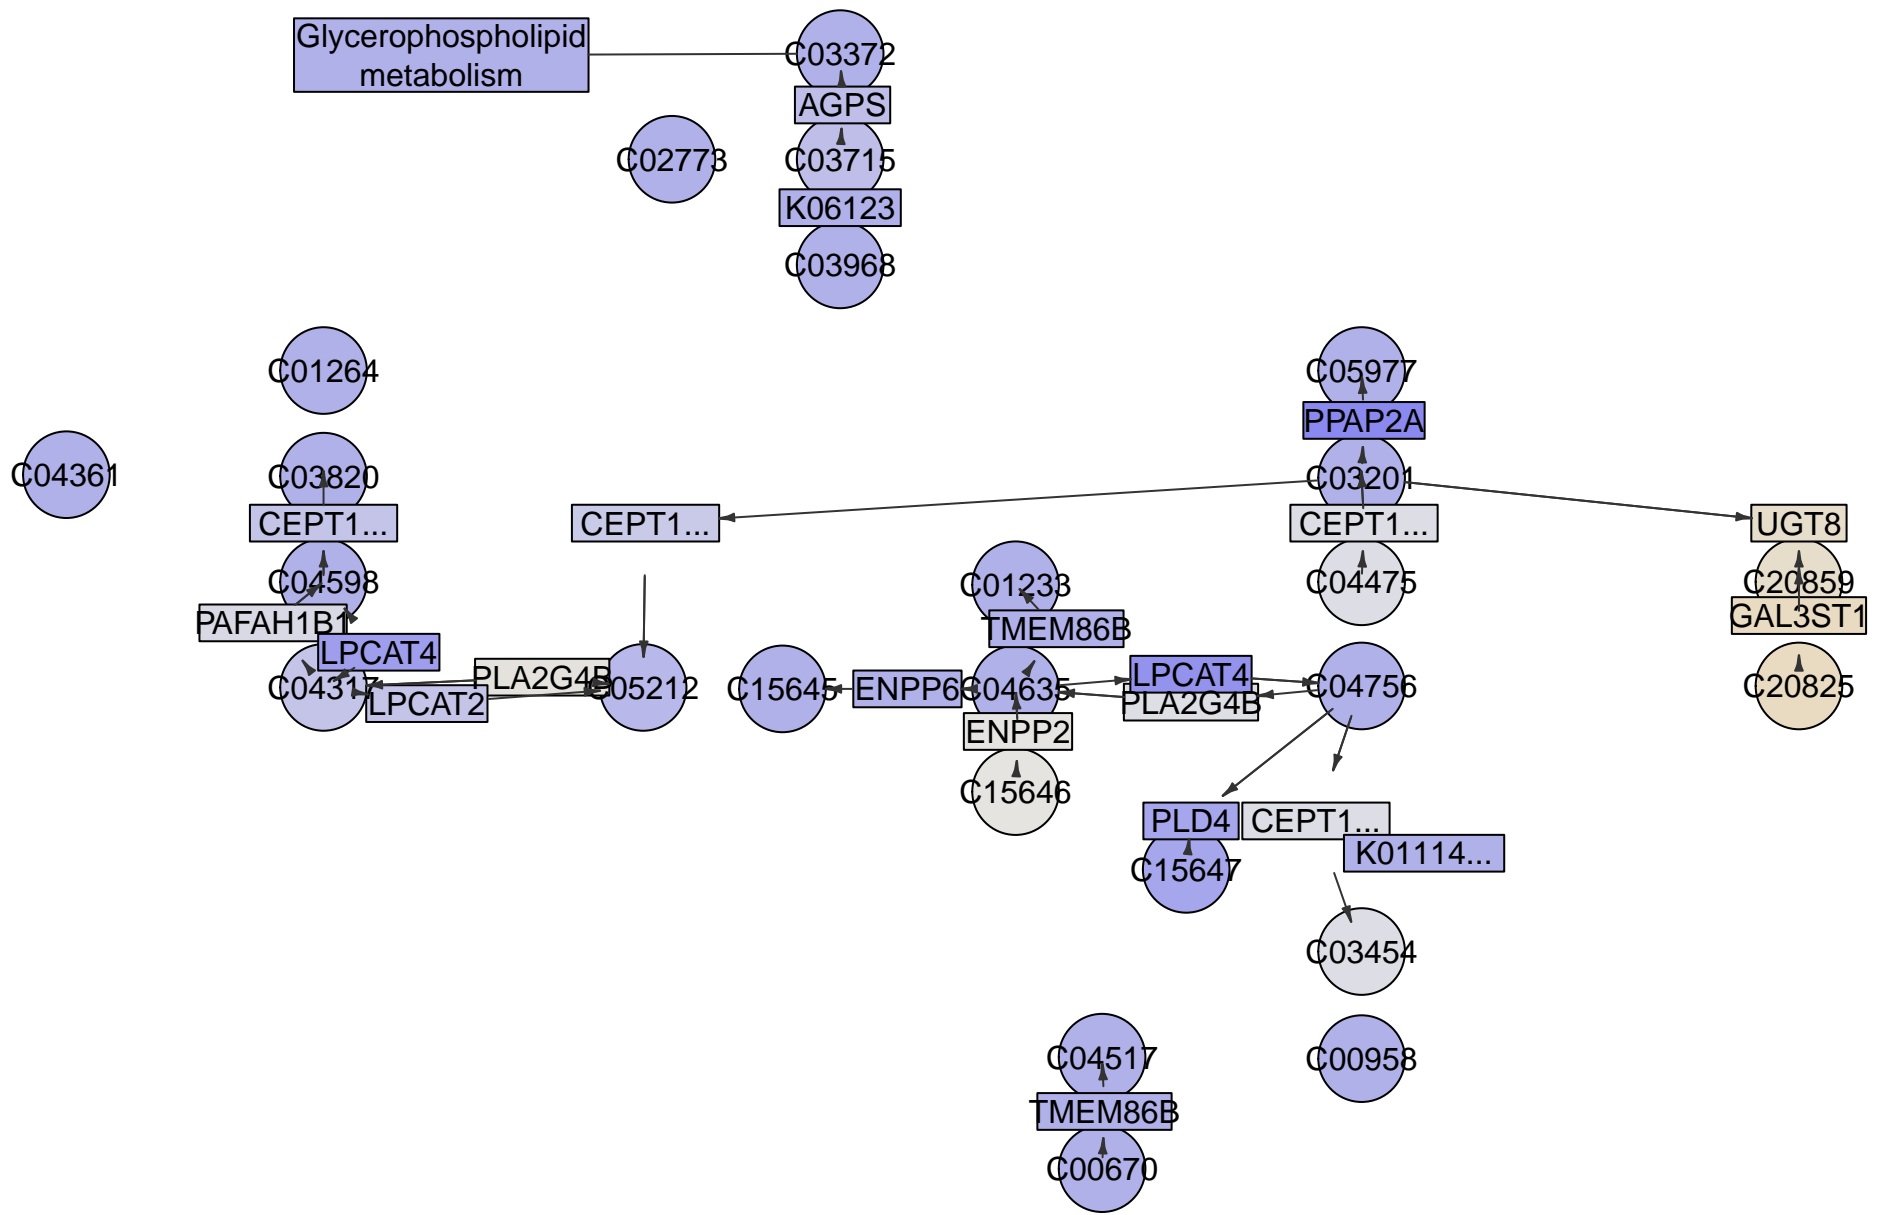 Glycerophospholipid
metabolism
C03372
AGPS
C02773
C03715
K06123
C03968
C01264
C05977
PPAP2A
C04361
C03820
C03201
CEPT1...
CEPT1...
CEPT1...
UGT8
C04598
C01233
C04475
C20859
PAFAH1B1
TMEM86B
GAL3ST1
LPCAT4
PLA2G4B
LPCAT4
C04317
LPCAT2
C05212
C15645
ENPP6
C04635
PLA2G4B
C04756
C20825
ENPP2
C15646
PLD4
CEPT1...
K01114...
C15647
C03454
C04517
C00958
TMEM86B
C00670